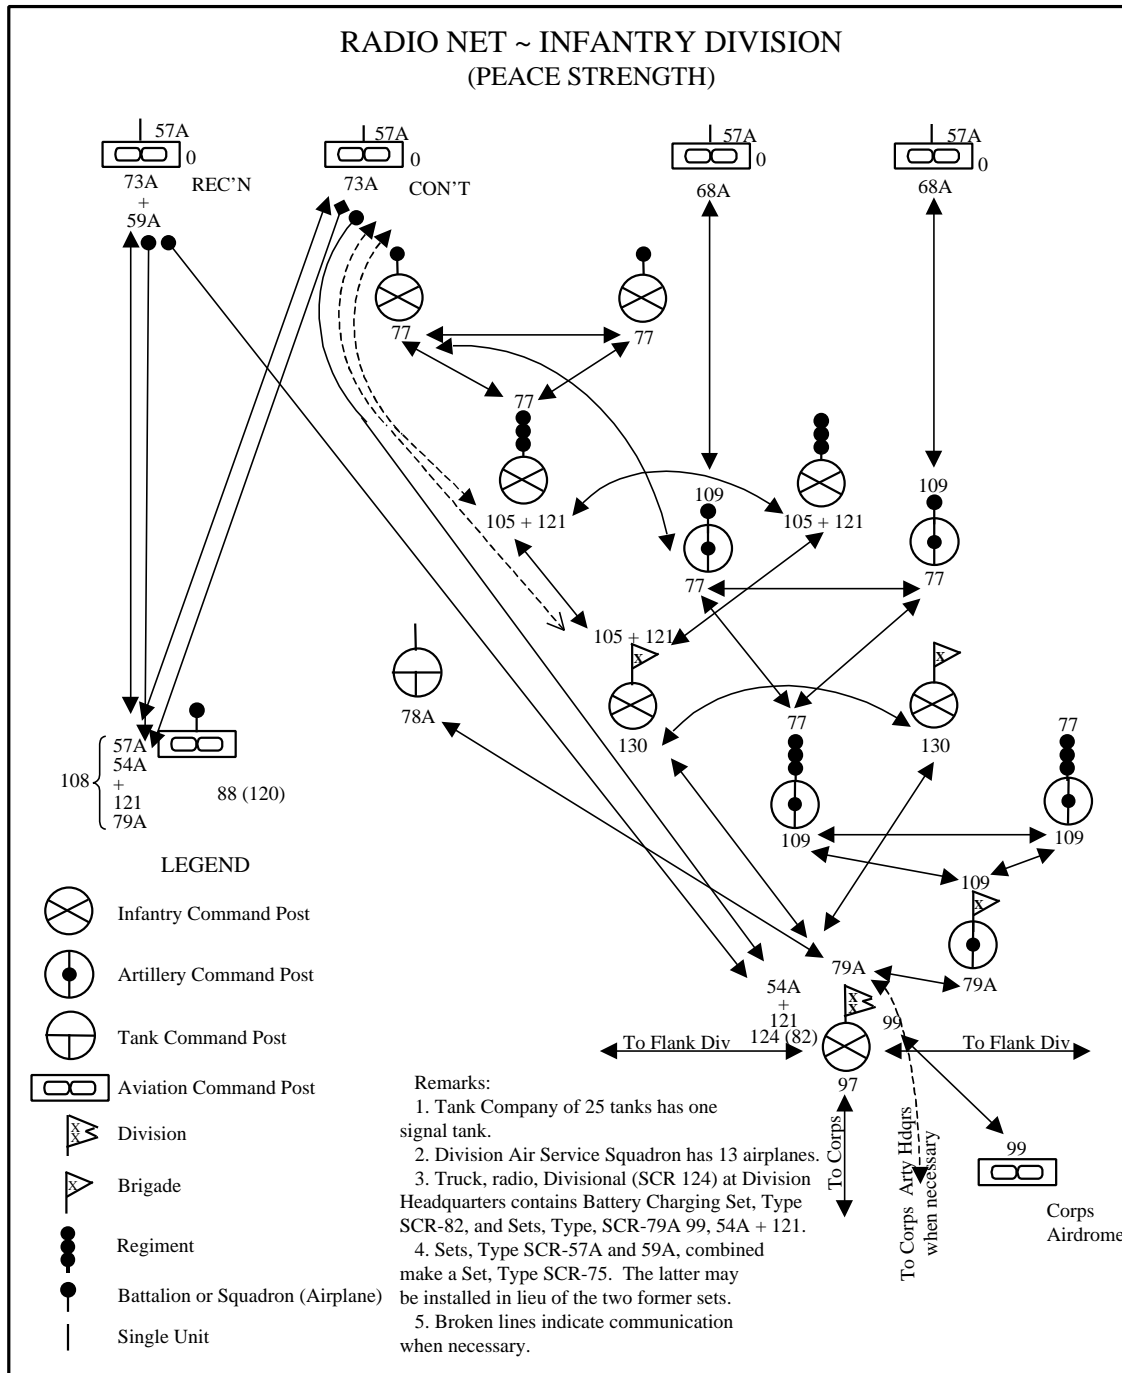 RADIO NET ~ INFANTRY DIVISION
(PEACE STRENGTH)
57A
57A
57A
57A
0
0
0
0
73A
REC'N
73A
CON'T
68A
68A
+
59A
77
77
77
109
109
105 + 121
105 + 121
77
77
105 + 121
78A
130
77
130
77
57A
54A
108
+
121
79A
88 (120)
109
109
LEGEND
109
Infantry Command Post
Artillery Command Post
Tank Command Post
Aviation Command Post
Division
Brigade
Regiment
Battalion or Squadron (Airplane)
Single Unit
X
X
X
79A
79A
54A
+
121
124 (82)
X
X
99
To Flank Div
To Flank Div
97
To Corps
To Corps Arty Hdqrs
when necessary
99
Corps
Airdrome
X
X
X
Remarks:
1. Tank Company of 25 tanks has one
signal tank.
2. Division Air Service Squadron has 13 airplanes.
3. Truck, radio, Divisional (SCR 124) at Division
Headquarters contains Battery Charging Set, Type
SCR-82, and Sets, Type, SCR-79A 99, 54A + 121.
4. Sets, Type SCR-57A and 59A, combined
make a Set, Type SCR-75. The latter may
be installed in lieu of the two former sets.
5. Broken lines indicate communication
when necessary.